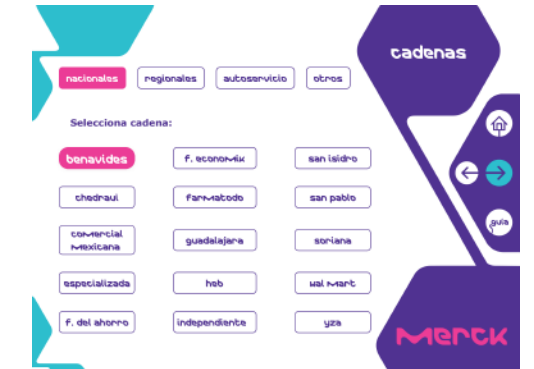 cadenas
nacionales regionales autoservicio otros
Selecciona cadena:
benavides f. economix san isidro
chedraui farmatodo san pablo
comercial
Mexicana guadalajara soriana
especializada heb wal mart
f. del ahorro independiente yza
guía
Merck